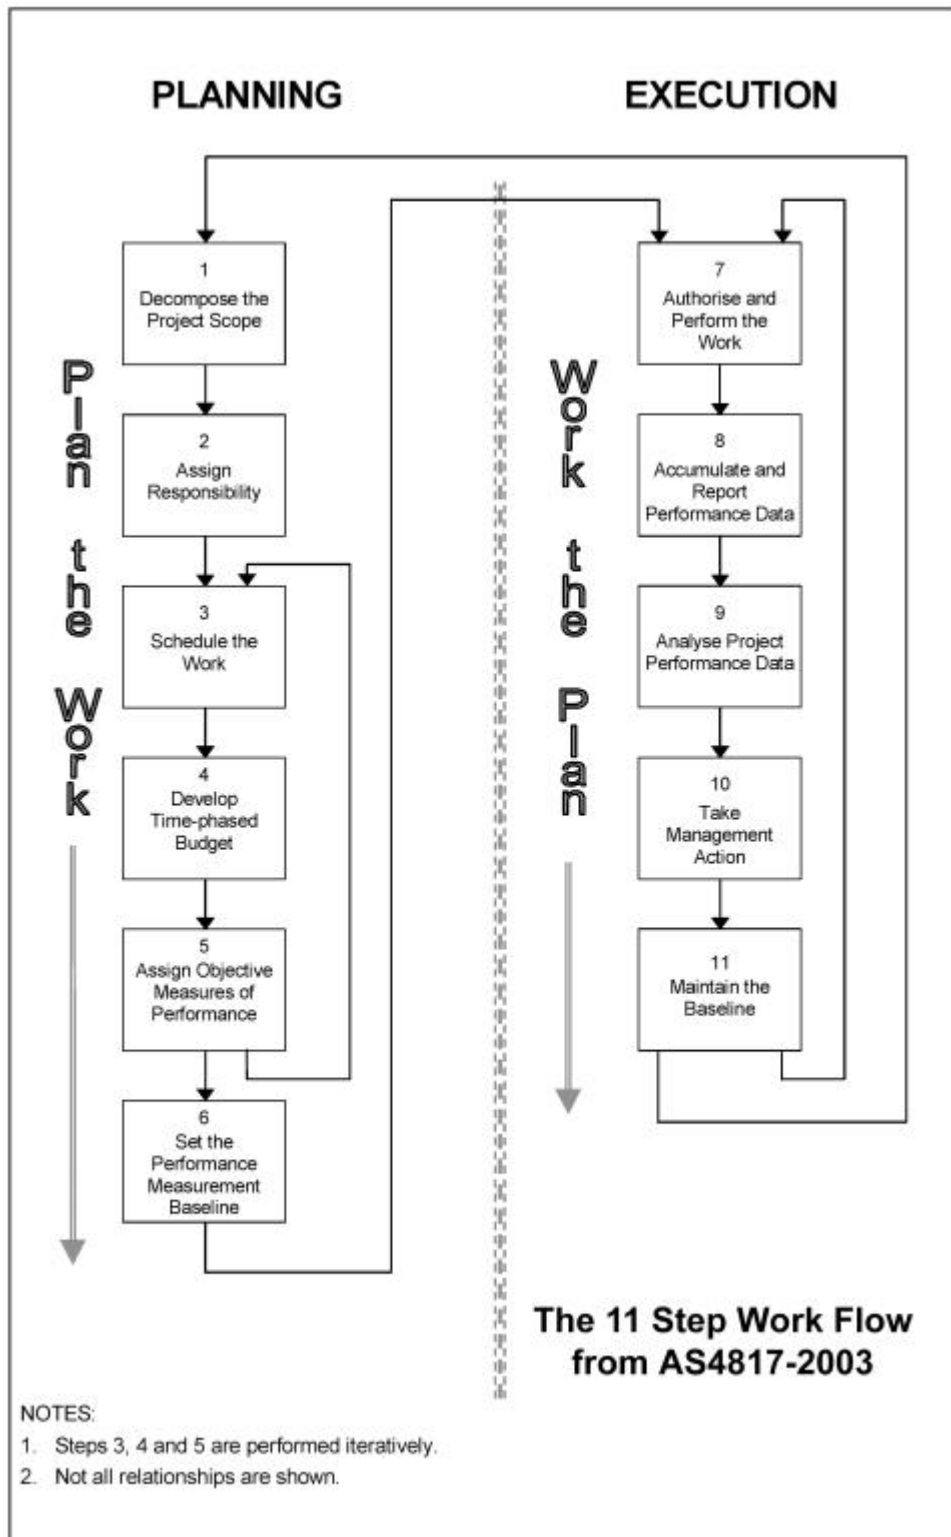 PLANNING
EXECUTION
1
Decompose the
Project Scope
2
Assign
Responsibility
3
Schedule the
Work
4
Develop
Time-phased
Budget
5
Assign Objective
Measures of
Performance
6
Set the
Performance
Measurement
Baseline
Plan the Work
7
Authorise and
Perform the
Work
8
Accumulate and
Report
Performance Data
9
Analyse Project
Performance Data
10
Take
Management
Action
11
Maintain the
Baseline
Work the Plan
The 11 Step Work Flow
from AS4817-2003
NOTES:
1. Steps 3, 4 and 5 are performed iteratively.
2. Not all relationships are shown.